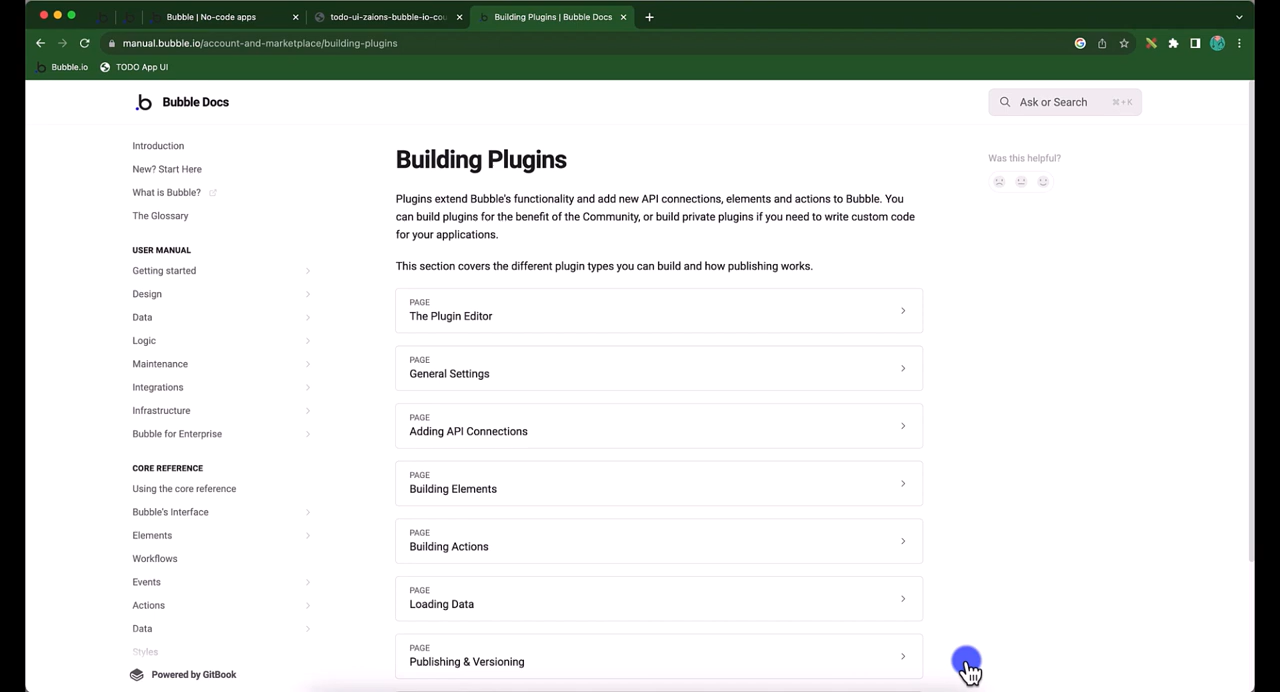 Bubble | No-code apps
todo-ui-zaions-bubble-io-cou
Building Plugins | Bubble Docs
manual.bubble.io/account-and-marketplace/building-plugins
Bubble.io
TODO App UI
Bubble Docs
Ask or Search
⌘+K
Introduction
New? Start Here
What is Bubble?
The Glossary
USER MANUAL
Getting started
Design
Data
Logic
Maintenance
Integrations
Infrastructure
Bubble for Enterprise
CORE REFERENCE
Using the core reference
Bubble's Interface
Elements
Workflows
Events
Actions
Data
Styles
Powered by GitBook
Building Plugins
Plugins extend Bubble's functionality and add new API connections, elements and actions to Bubble. You
can build plugins for the benefit of the Community, or build private plugins if you need to write custom code
for your applications.
This section covers the different plugin types you can build and how publishing works.
PAGE
The Plugin Editor
PAGE
General Settings
PAGE
Adding API Connections
PAGE
Building Elements
PAGE
Building Actions
PAGE
Loading Data
PAGE
Publishing & Versioning
Was this helpful?